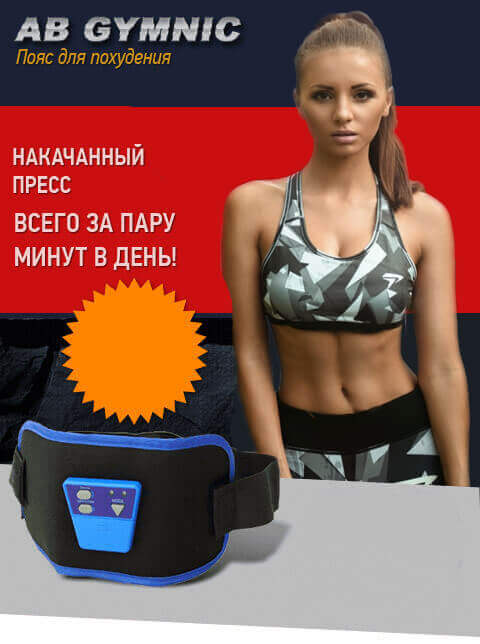 AB GYMNIC
Пояс для похудения
НАКАЧАННЫЙ
ПРЕСС
ВСЕГО ЗА ПАРУ
МИНУТ В ДЕНЬ!